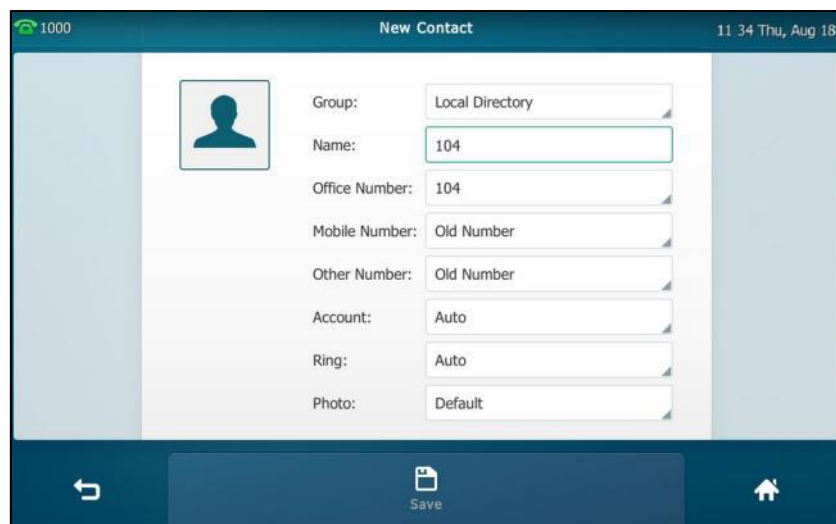 1000 New Contact 11 34 Thu, Aug 18
Group: Local Directory
Name: 104
Office Number: 104
Mobile Number: Old Number
Other Number: Old Number
Account: Auto
Ring: Auto
Photo: Default
Save